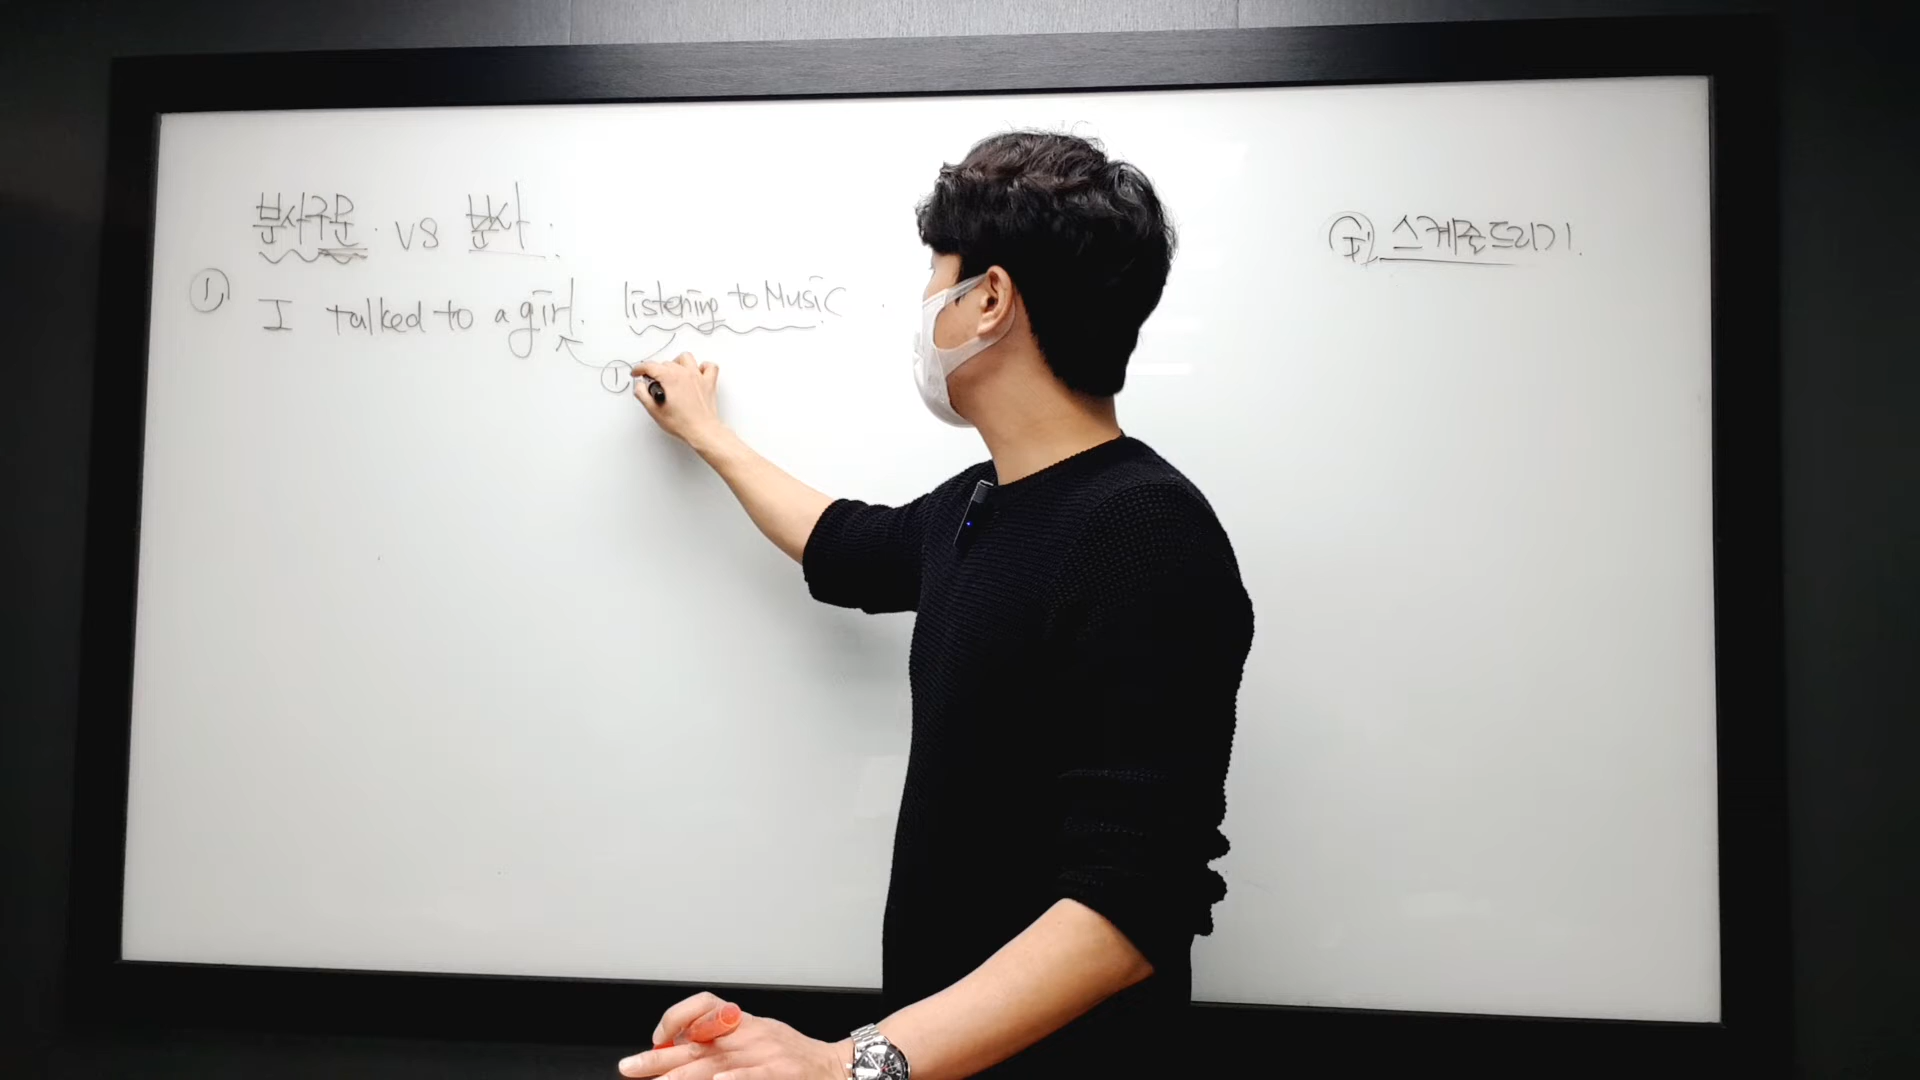 분사구문 vs 분사
① I talked to a girl. listening to Music
①
스케쥰드리기